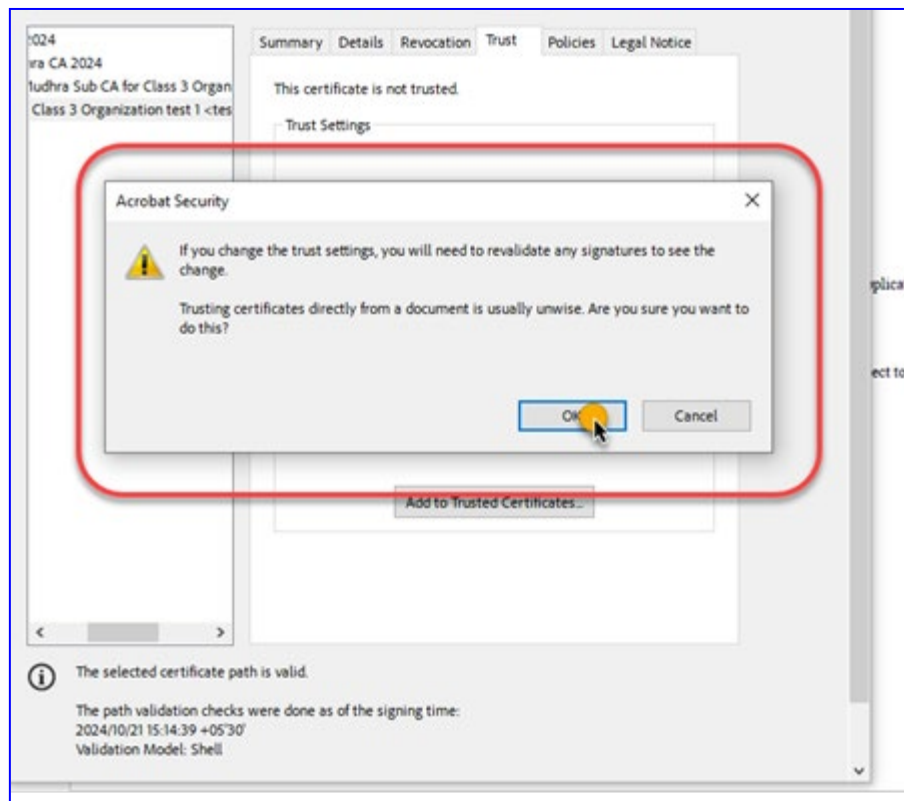 2024
ra CA 2024
Mudhra Sub CA for Class 3 Organ
Class 3 Organization test 1 <tes
Summary Details Revocation Trust Policies Legal Notice
This certificate is not trusted.
Trust Settings
Acrobat Security
If you change the trust settings, you will need to revalidate any signatures to see the
change.
Trusting certificates directly from a document is usually unwise. Are you sure you want to
do this?
OK Cancel
Add to Trusted Certificates...
The selected certificate path is valid.
The path validation checks were done as of the signing time:
2024/10/21 15:14:39 +05'30'
Validation Model: Shell
plica
ect to